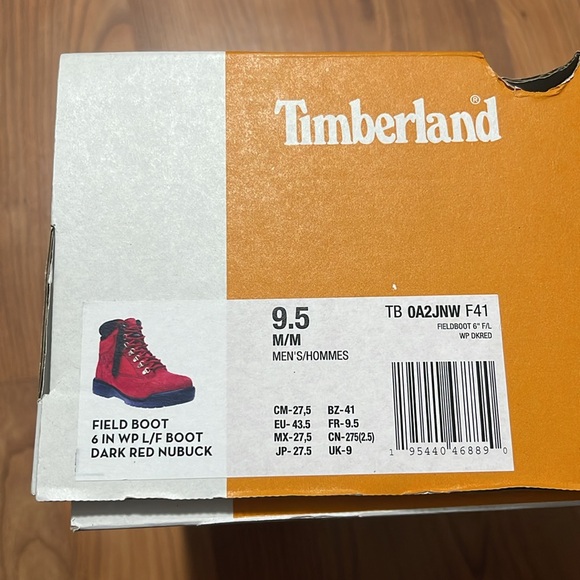 Timberland®
FIELD BOOT
6 IN WP L/F BOOT
DARK RED NUBUCK
9.5
M/M
MEN'S/HOMMES
CM-27,5 BZ-41
EU- 43.5 FR-9.5
MX-27,5 CN-275(2.5)
JP- 27.5 UK-9
TB 0A2JNW F41
FIELDBOOT 6" F/L
WP DKRED
1 95440 46889 0